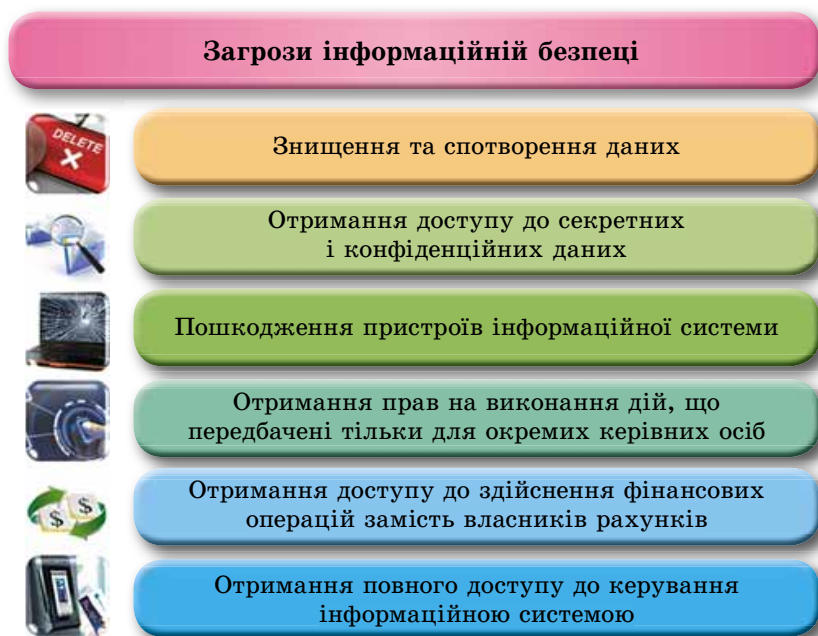 Загрози інформаційній безпеці
DELETE
X
Знищення та спотворення даних
Отримання доступу до секретних
і конфіденційних даних
Пошкодження пристроїв інформаційної системи
Отримання прав на виконання дій, що
передбачені тільки для окремих керівних осіб
$ $
Отримання доступу до здійснення фінансових
операцій замість власників рахунків
Отримання повного доступу до керування
інформаційною системою